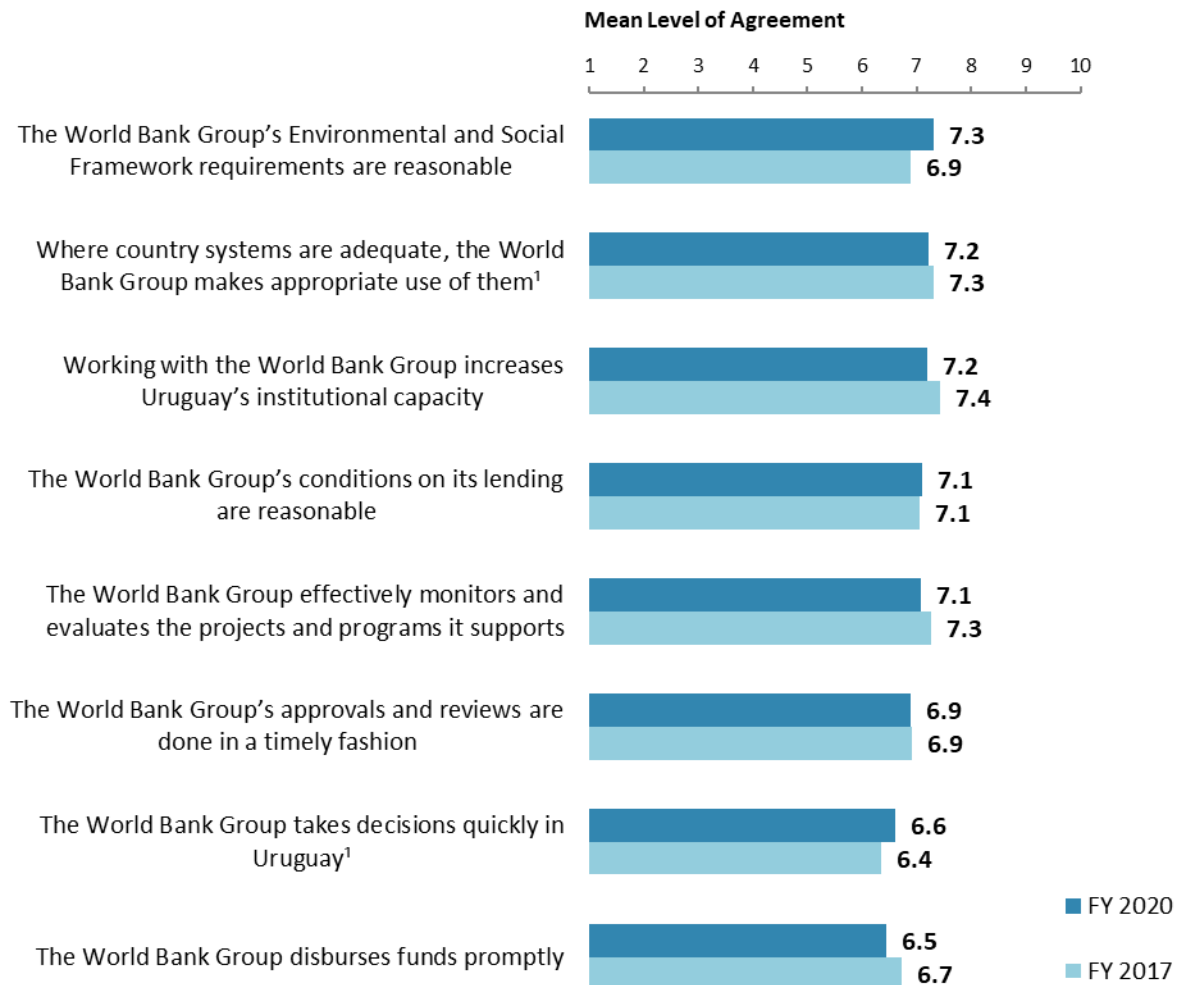 Mean Level of Agreement
1 2 3 4 5 6 7 8 9 10
The World Bank Group’s Environmental and Social
Framework requirements are reasonable
7.3
6.9
Where country systems are adequate, the World
Bank Group makes appropriate use of them¹
7.2
7.3
Working with the World Bank Group increases
Uruguay’s institutional capacity
7.2
7.4
The World Bank Group’s conditions on its lending
are reasonable
7.1
7.1
The World Bank Group effectively monitors and
evaluates the projects and programs it supports
7.1
7.3
The World Bank Group’s approvals and reviews are
done in a timely fashion
6.9
6.9
The World Bank Group takes decisions quickly in
Uruguay¹
6.6
6.4
The World Bank Group disburses funds promptly
6.5
6.7
FY 2020
FY 2017